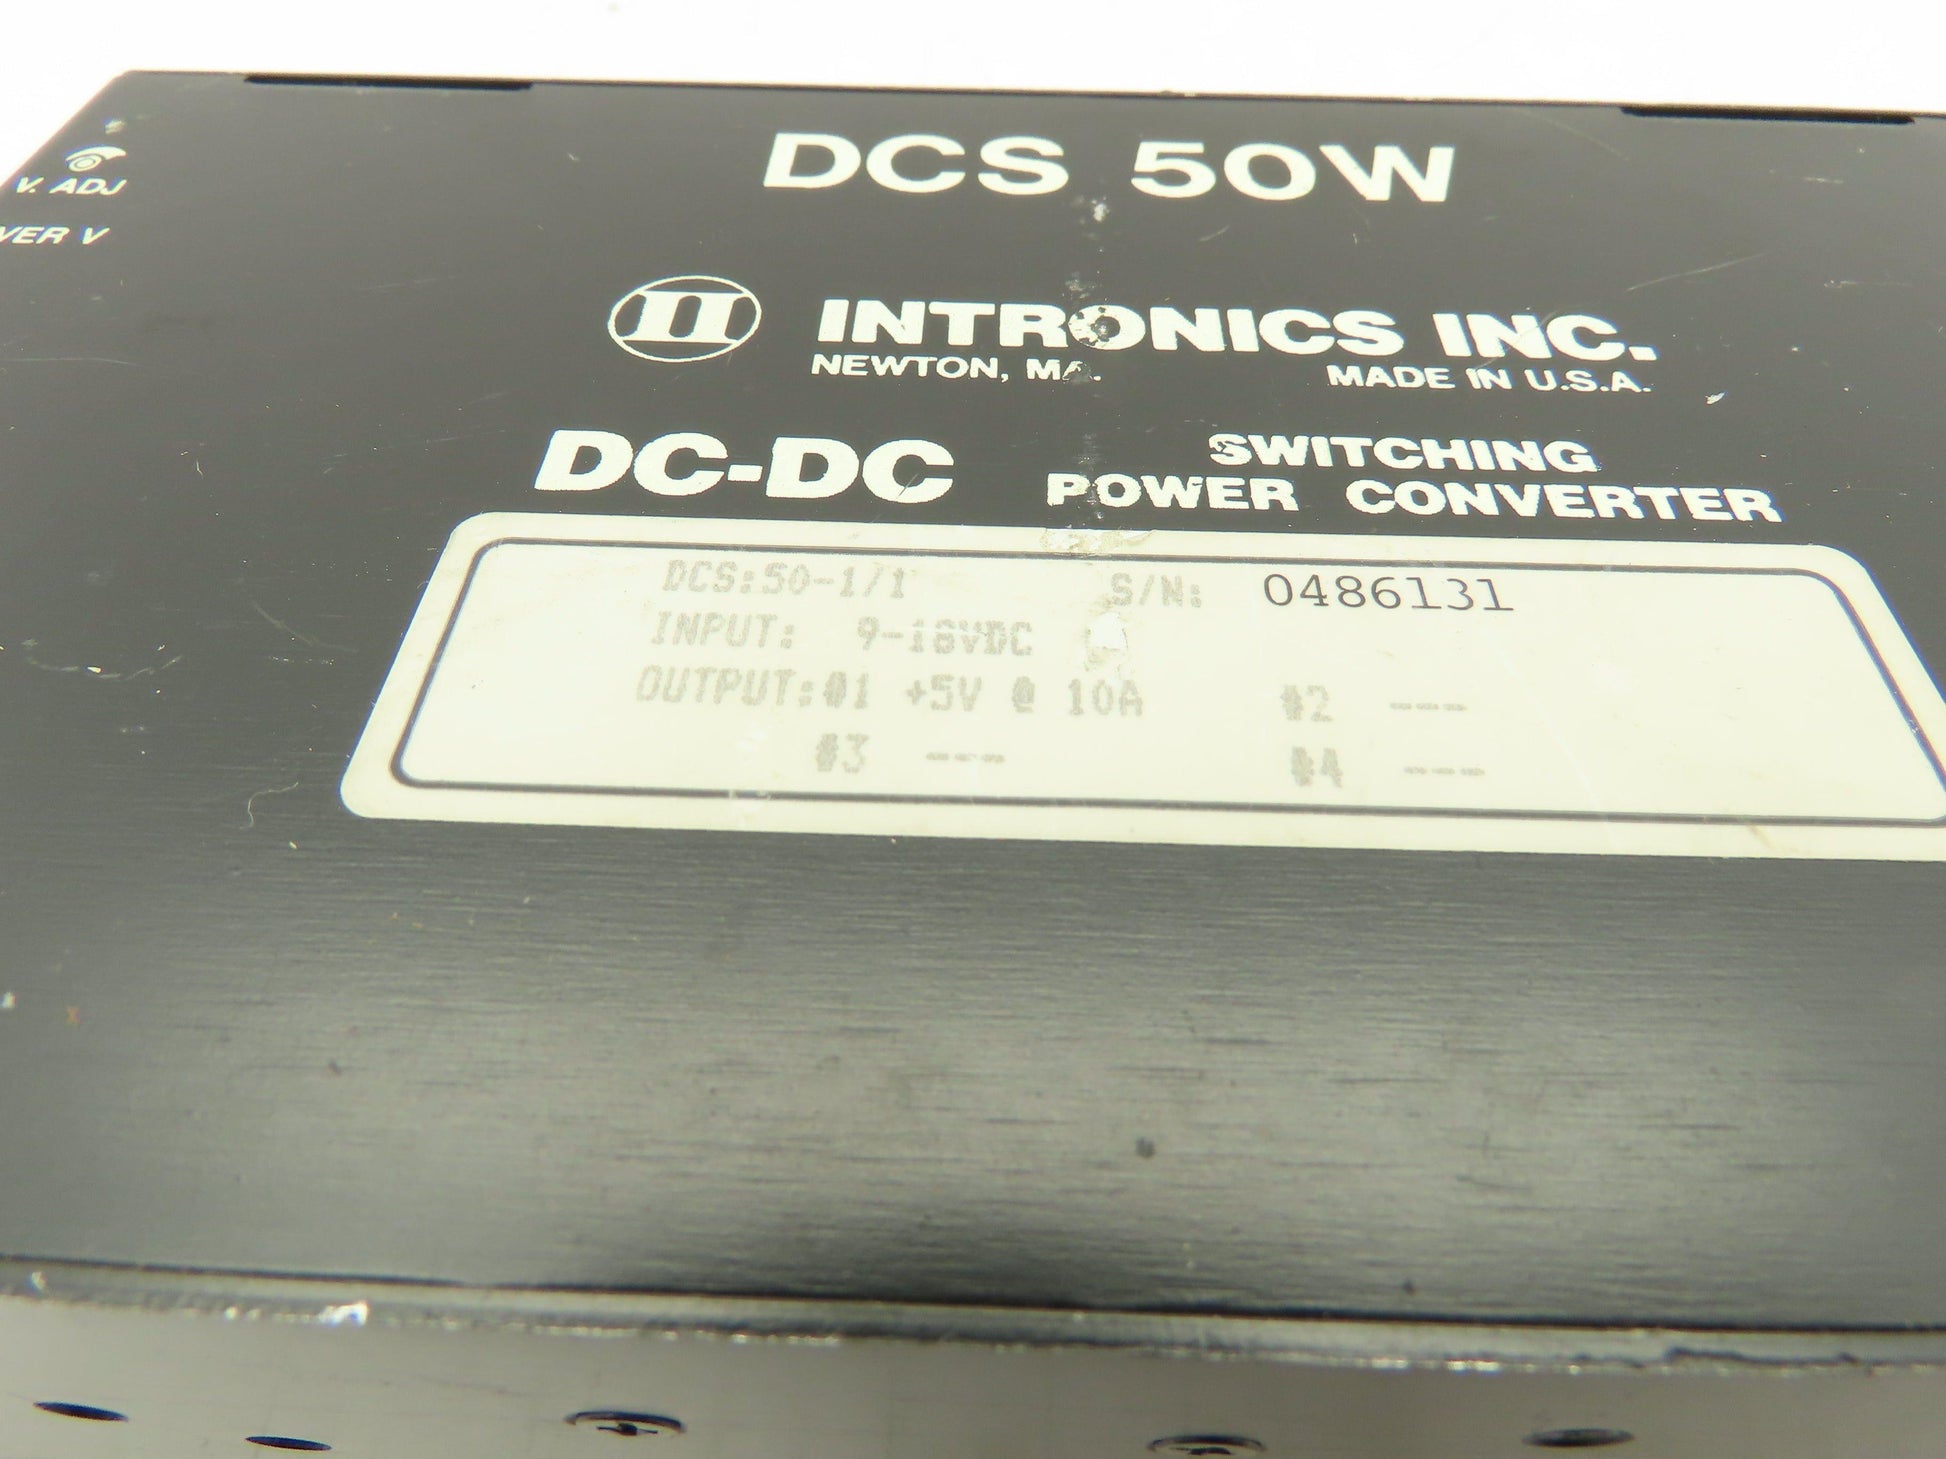 DCS 50W
V. ADJ
VER V
II INTRONICS INC.
NEWTON, MA. MADE IN U.S.A.
DC-DC SWITCHING
POWER CONVERTER
DCS:50-1/1 S/N: 0486131
INPUT: 9-18VDC
OUTPUT:#1 +5V @ 10A #2 ---
#3 --- #4 ---